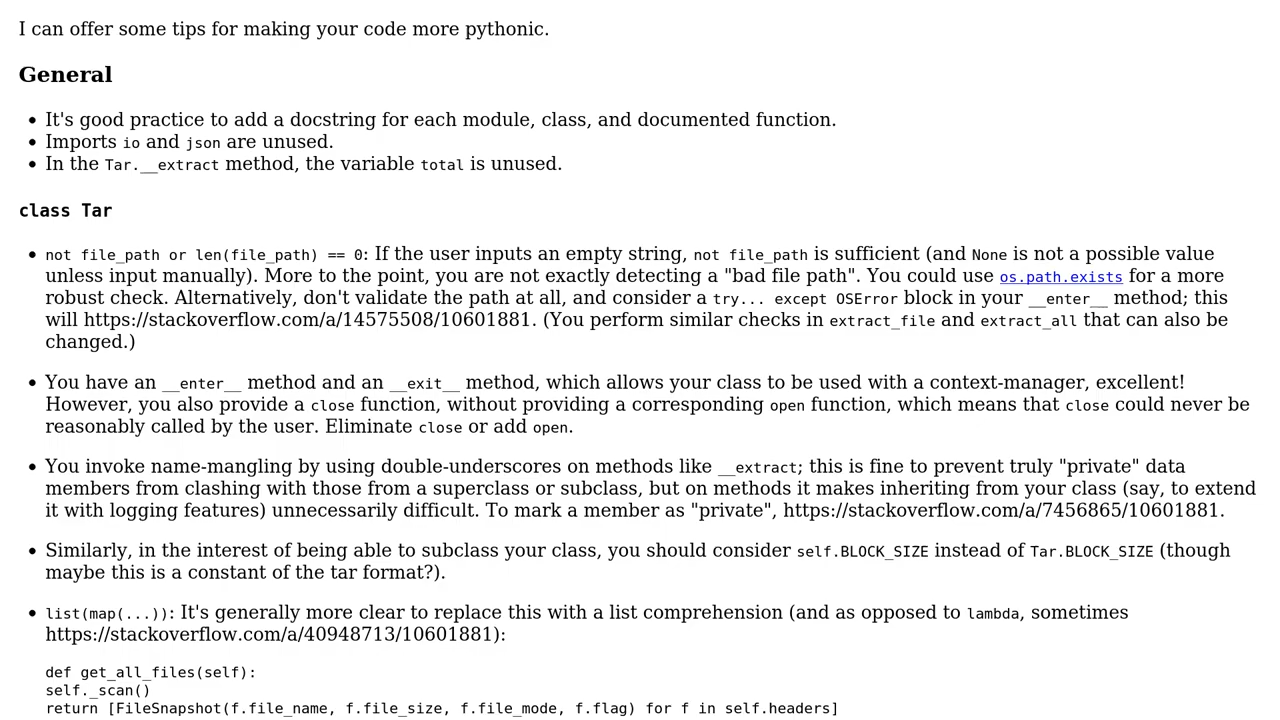 I can offer some tips for making your code more pythonic.
General
• It's good practice to add a docstring for each module, class, and documented function.
• Imports io and json are unused.
• In the Tar.__extract method, the variable total is unused.
class Tar
• not file_path or len(file_path) == 0: If the user inputs an empty string, not file_path is sufficient (and None is not a possible value
unless input manually). More to the point, you are not exactly detecting a "bad file path". You could use os.path.exists for a more
robust check. Alternatively, don't validate the path at all, and consider a try... except OSError block in your __enter__ method; this
will https://stackoverflow.com/a/14575508/10601881. (You perform similar checks in extract_file and extract_all that can also be
changed.)
• You have an __enter__ method and an __exit__ method, which allows your class to be used with a context-manager, excellent!
However, you also provide a close function, without providing a corresponding open function, which means that close could never be
reasonably called by the user. Eliminate close or add open.
• You invoke name-mangling by using double-underscores on methods like __extract; this is fine to prevent truly "private" data
members from clashing with those from a superclass or subclass, but on methods it makes inheriting from your class (say, to extend
it with logging features) unnecessarily difficult. To mark a member as "private", https://stackoverflow.com/a/7456865/10601881.
• Similarly, in the interest of being able to subclass your class, you should consider self.BLOCK_SIZE instead of Tar.BLOCK_SIZE (though
maybe this is a constant of the tar format?).
• list(map(...)): It's generally more clear to replace this with a list comprehension (and as opposed to lambda, sometimes
https://stackoverflow.com/a/40948713/10601881):
def get_all_files(self):
self._scan()
return [FileSnapshot(f.file_name, f.file_size, f.file_mode, f.flag) for f in self.headers]